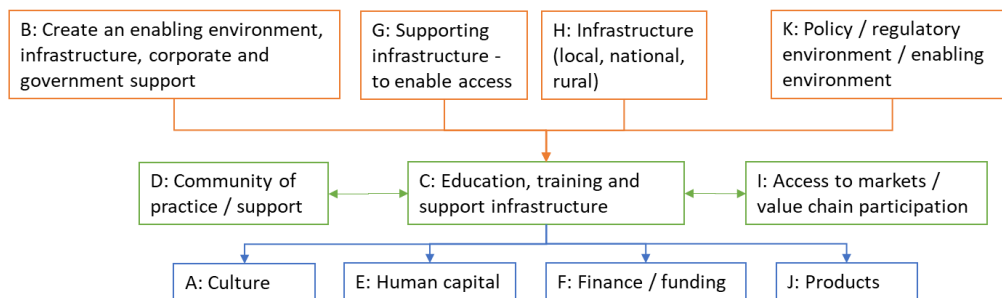 B: Create an enabling environment,
infrastructure, corporate and
government support
G: Supporting
infrastructure -
to enable access
H: Infrastructure
(local, national,
rural)
K: Policy / regulatory
environment / enabling
environment
D: Community of
practice / support
C: Education, training and
support infrastructure
I: Access to markets /
value chain participation
A: Culture
E: Human capital
F: Finance / funding
J: Products